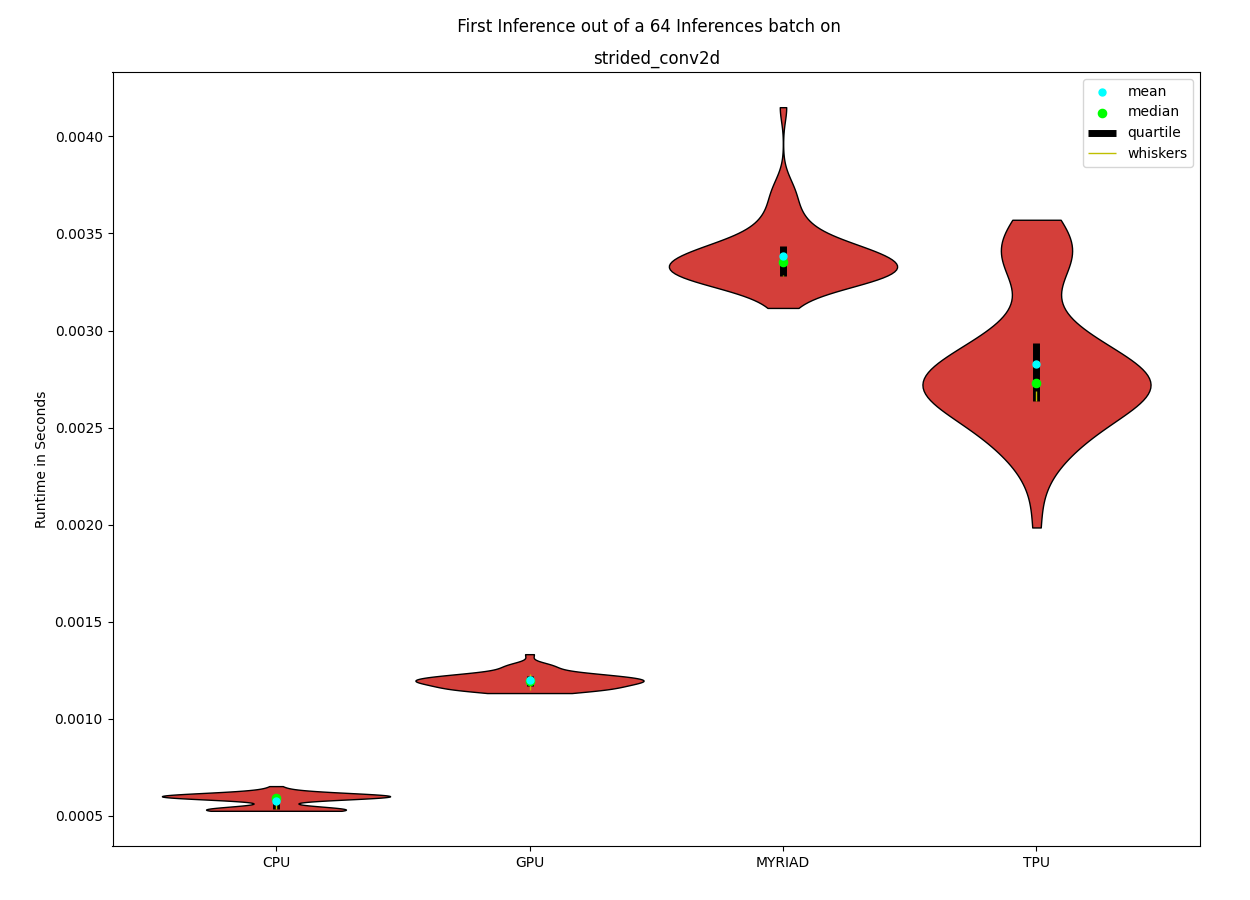 First Inference out of a 64 Inferences batch on
strided_conv2d
mean
median
quartile
whiskers
Runtime in Seconds
0.0040
0.0035
0.0030
0.0025
0.0020
0.0015
0.0010
0.0005
CPU GPU MYRIAD TPU